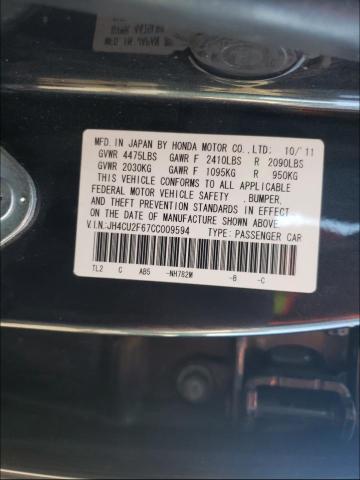 MFD. IN JAPAN BY HONDA MOTOR CO.,LTD: 10/'11
GVWR 4475LBS GAWR F 2410LBS R 2090LBS
GVWR 2030KG GAWR F 1095KG R 950KG
THIS VEHICLE CONFORMS TO ALL APPLICABLE
FEDERAL MOTOR VEHICLE SAFETY ,BUMPER,
AND THEFT PREVENTION STANDARDS IN EFFECT
ON THE DATE OF MANUFACTURE SHOWN ABOVE.
V.I.N:JH4CU2F67CC009594 TYPE: PASSENGER CAR
TL2 C AB5 -NH782M -B -C